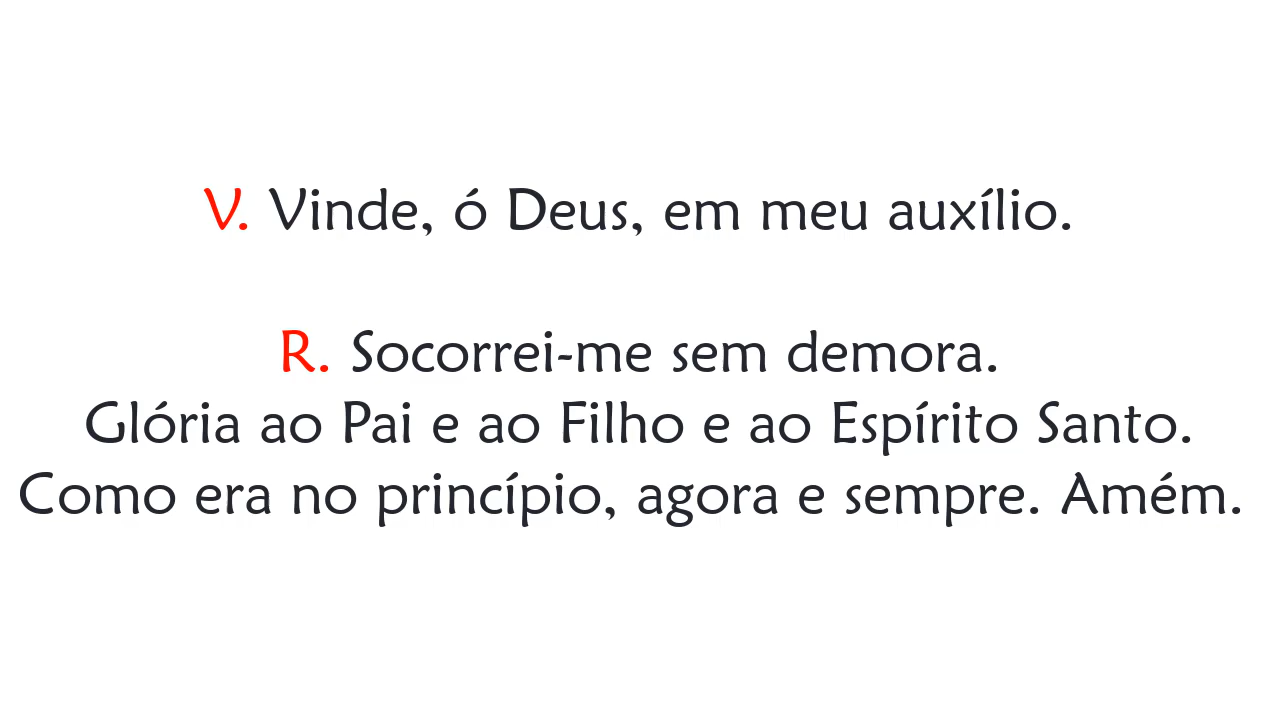 V. Vinde, ó Deus, em meu auxílio.
R. Socorrei-me sem demora.
Glória ao Pai e ao Filho e ao Espírito Santo.
Como era no princípio, agora e sempre. Amém.